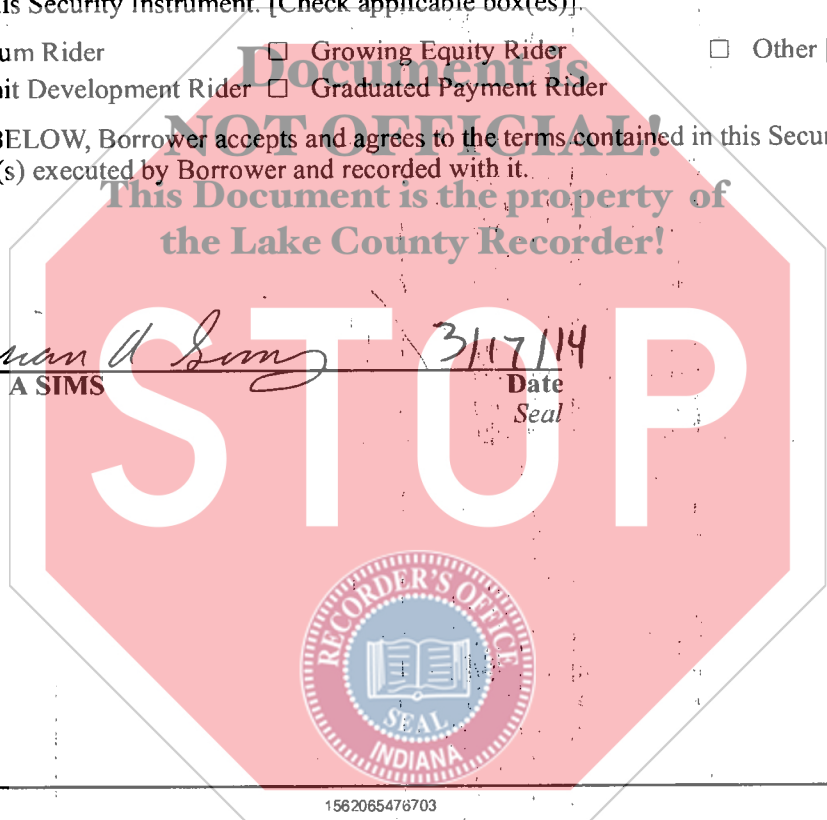 is Security Instrument. [Check applicable box(es)].
um Rider ☐ Growing Equity Rider ☐ Other [
it Development Rider ☐ Graduated Payment Rider
Document is
BELOW, Borrower accepts and agrees to the terms contained in this Secur
NOT OFFICIAL!
(s) executed by Borrower and recorded with it.
This Document is the property of
the Lake County Recorder!
STOP
A Sims 3/17/14
A SIMS Date
Seal
RECORDER'S OFFICE
SEAL
INDIANA
1562065476703